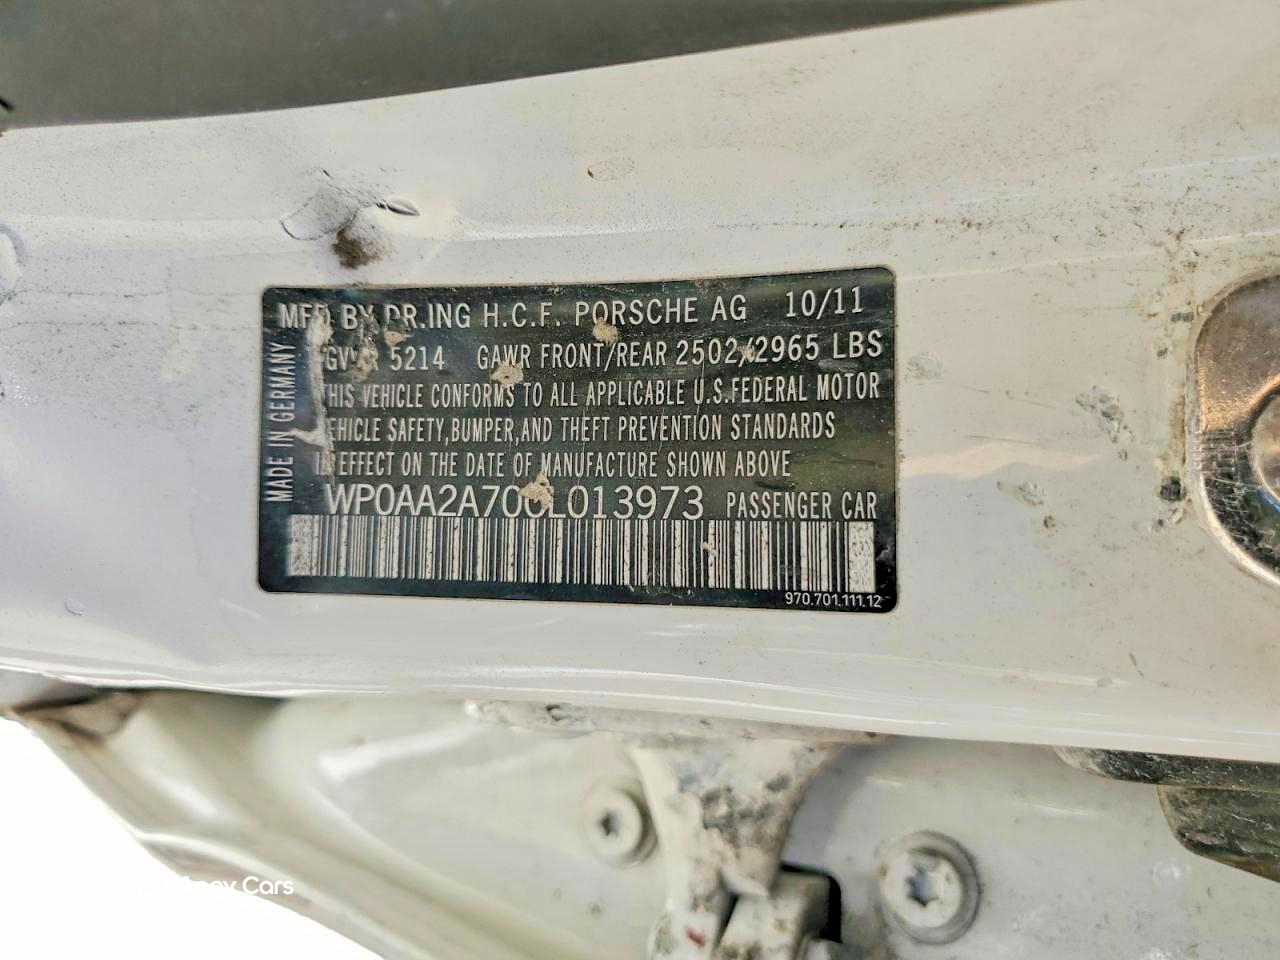 MFD BY DR.ING H.C.F. PORSCHE AG 10/11
GVWR 5214 GAWR FRONT/REAR 2502/2965 LBS
THIS VEHICLE CONFORMS TO ALL APPLICABLE U.S.FEDERAL MOTOR
VEHICLE SAFETY,BUMPER,AND THEFT PREVENTION STANDARDS
IN EFFECT ON THE DATE OF MANUFACTURE SHOWN ABOVE
WP0AA2A70CL013973 PASSENGER CAR
970.701.111.12
MADE IN GERMANY
Cars